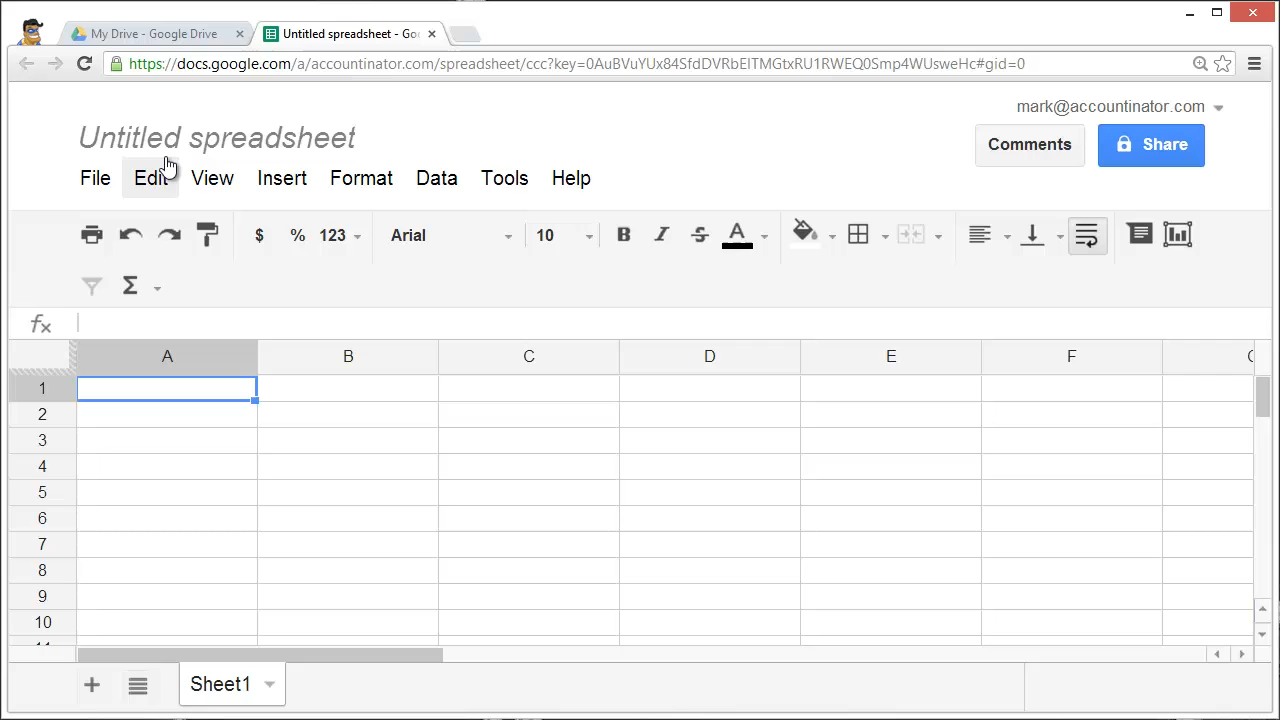 My Drive - Google Drive
Untitled spreadsheet - Go
https://docs.google.com/a/accountinator.com/spreadsheet/ccc?key=0AuBVuYUx84SfdDVRbElTMGtxRU1RWEQ0Smp4WUsweHc#gid=0
mark@accountinator.com
Untitled spreadsheet
Comments
Share
File Edit View Insert Format Data Tools Help
$ % 123 Arial 10 B I S A
Σ
fx
A B C D E F
1
2
3
4
5
6
7
8
9
10
Sheet1